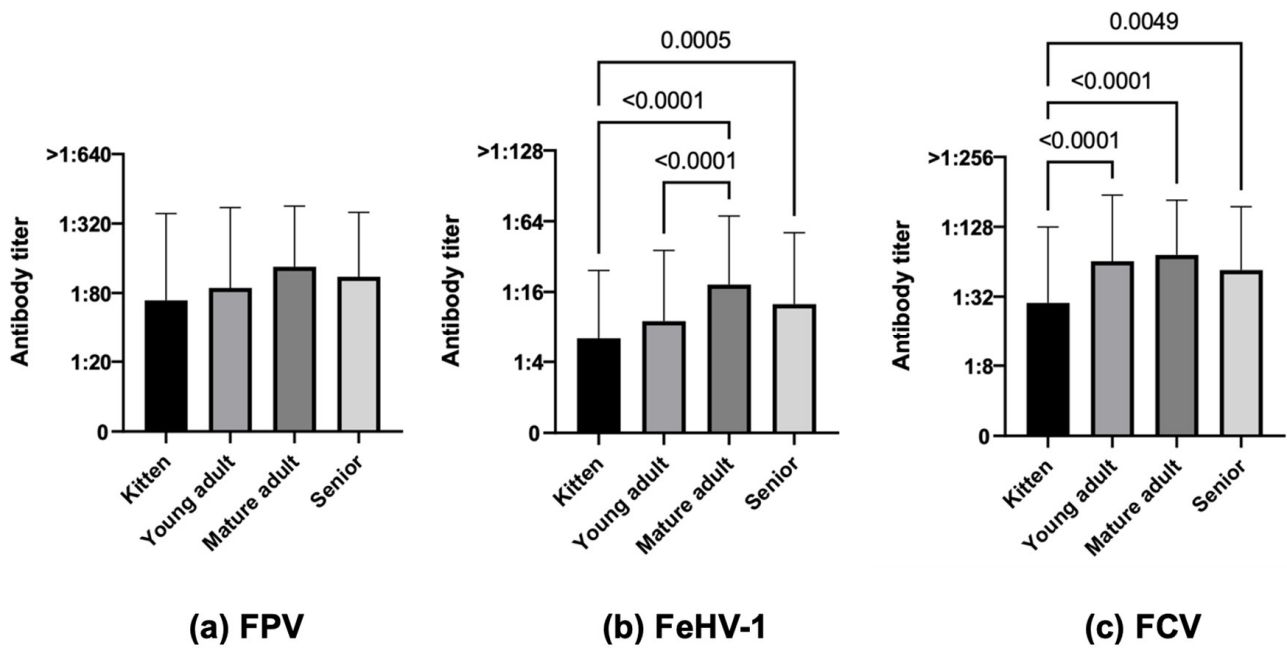 Antibody titer
>1:640
1:320
1:80
1:20
0
Kitten
Young adult
Mature adult
Senior
(a) FPV
0.0005
<0.0001
<0.0001
Antibody titer
>1:128
1:64
1:16
1:4
0
Kitten
Young adult
Mature adult
Senior
(b) FeHV-1
0.0049
<0.0001
<0.0001
Antibody titer
>1:256
1:128
1:32
1:8
0
Kitten
Young adult
Mature adult
Senior
(c) FCV